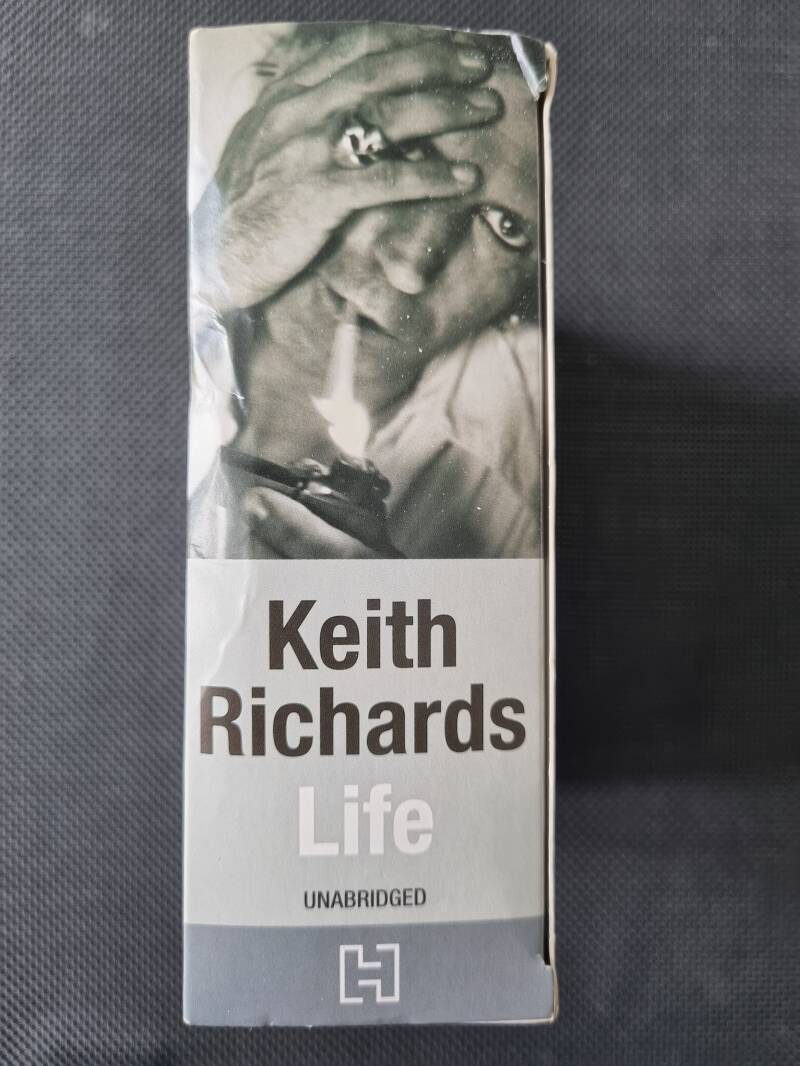 Keith
Richards
Life
UNABRIDGED
H